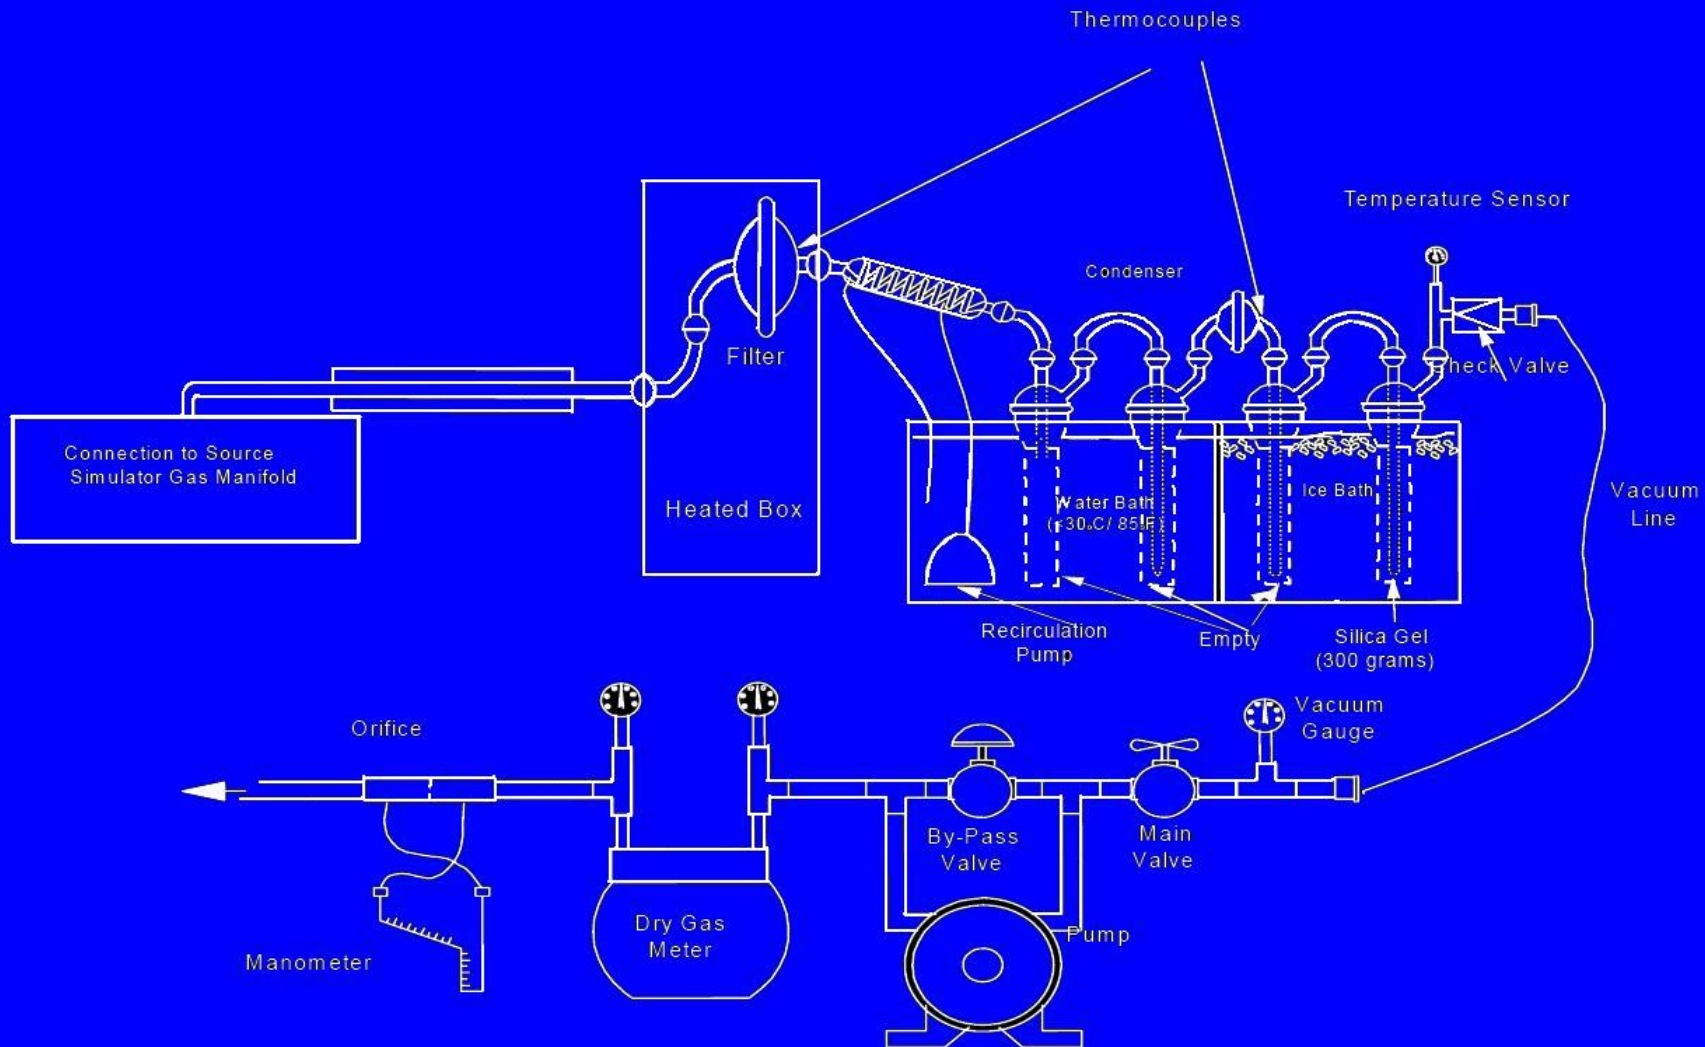 Thermocouples
Temperature Sensor
Condenser
Filter
Check Valve
Connection to Source
Simulator Gas Manifold
Heated Box
Water Bath
(<30ºC/ 85ºF)
Ice Bath
Vacuum
Line
Recirculation
Pump
Empty
Silica Gel
(300 grams)
Orifice
Vacuum
Gauge
By-Pass
Valve
Main
Valve
Dry Gas
Meter
Pump
Manometer